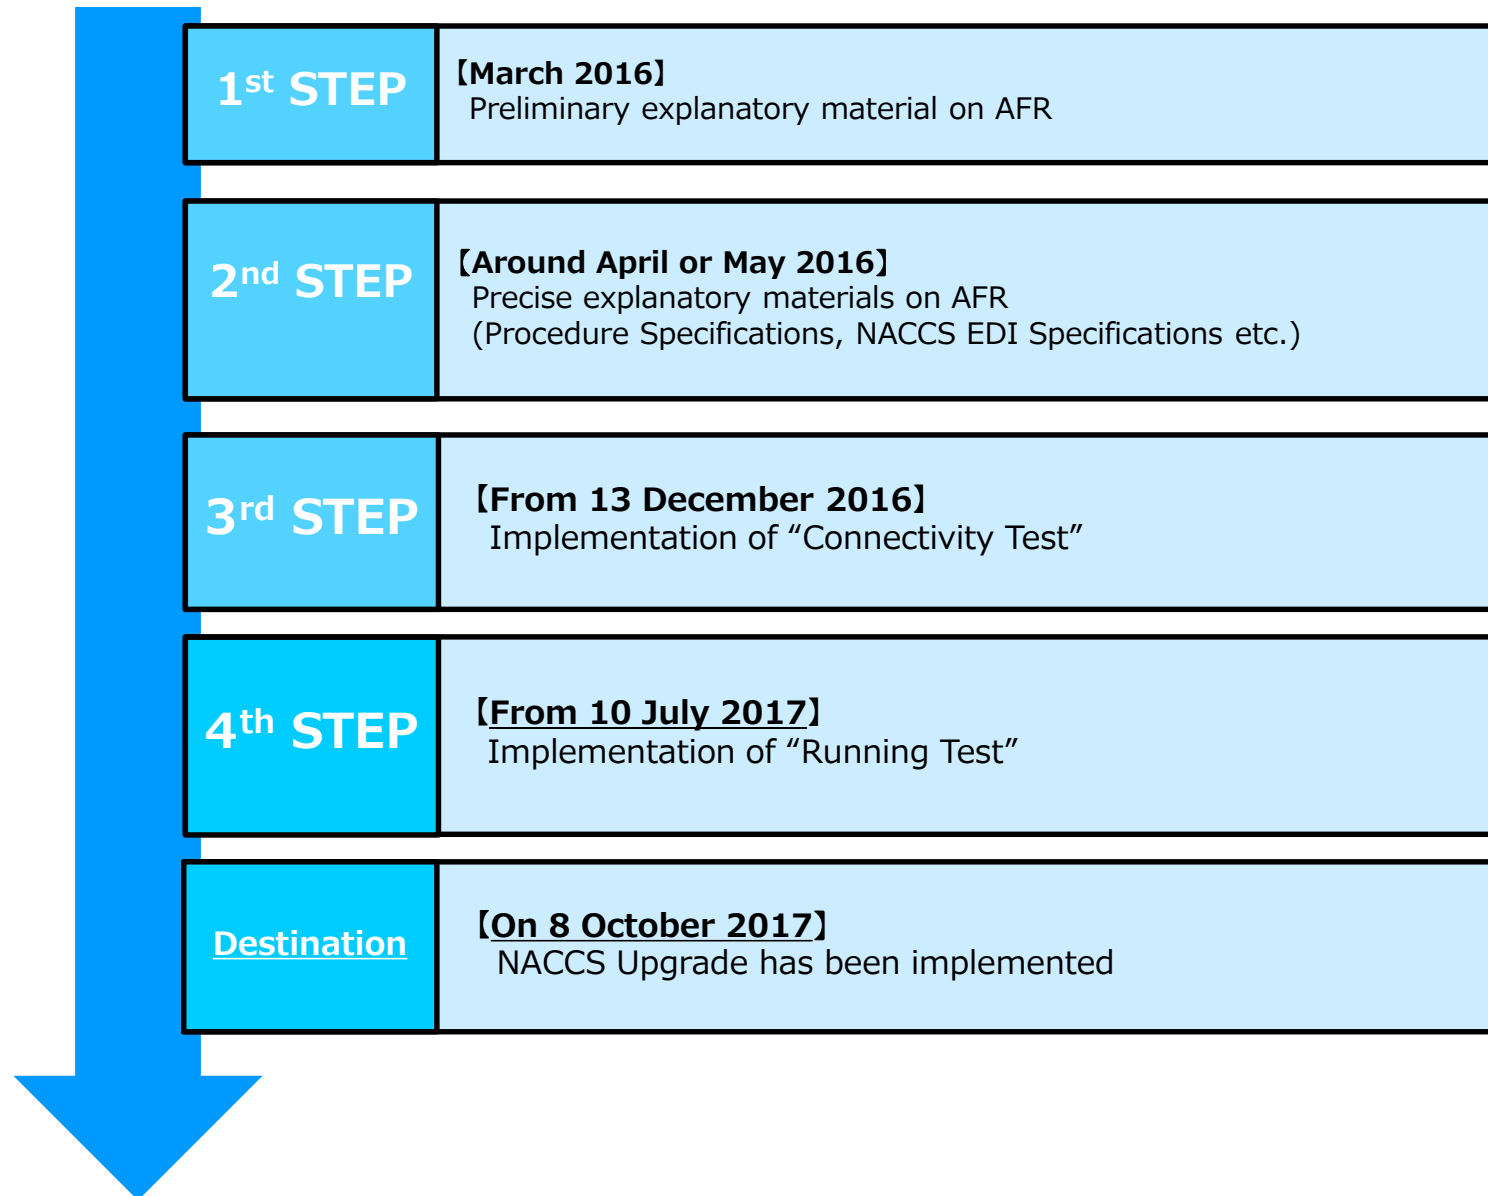 1st STEP
【March 2016】
Preliminary explanatory material on AFR
2nd STEP
【Around April or May 2016】
Precise explanatory materials on AFR
(Procedure Specifications, NACCS EDI Specifications etc.)
3rd STEP
【From 13 December 2016】
Implementation of “Connectivity Test”
4th STEP
【From 10 July 2017】
Implementation of “Running Test”
Destination
【On 8 October 2017】
NACCS Upgrade has been implemented